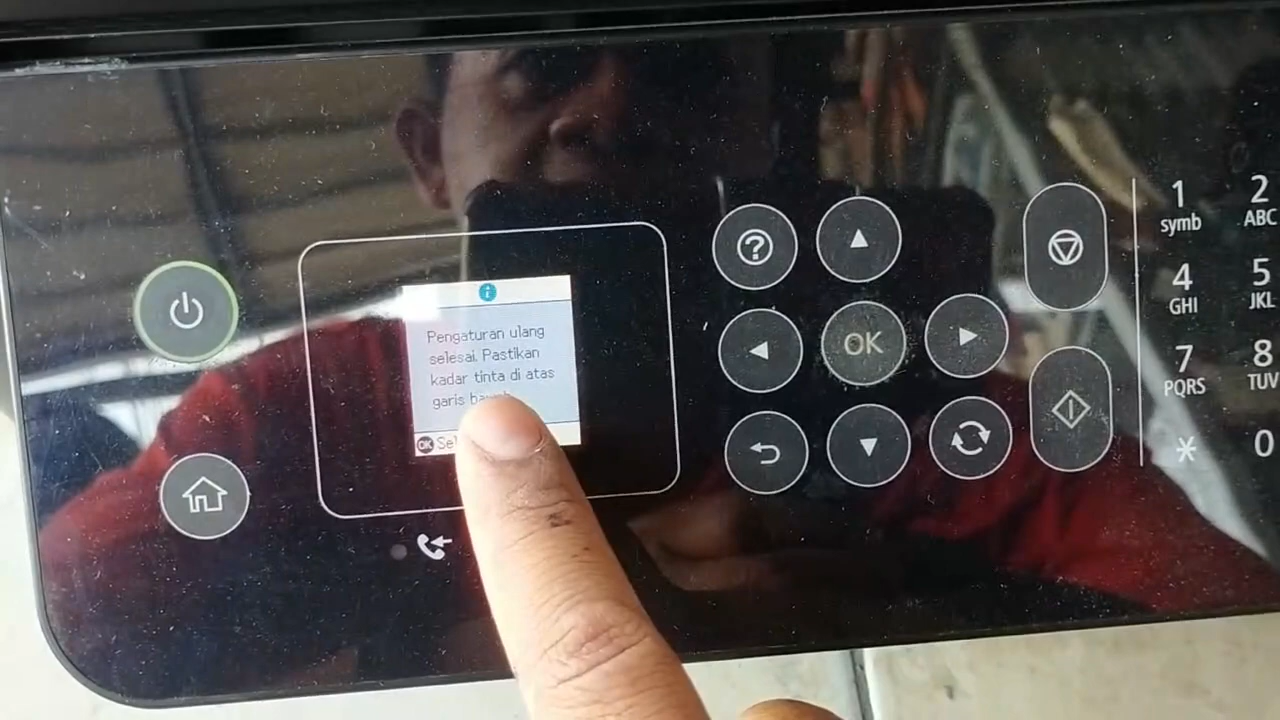 Pengaturan ulang
selesai. Pastikan
kadar tinta di atas
garis
OK
OK
1
symb
2
ABC
4
GHI
5
JKL
7
PQRS
8
TUV
*
0